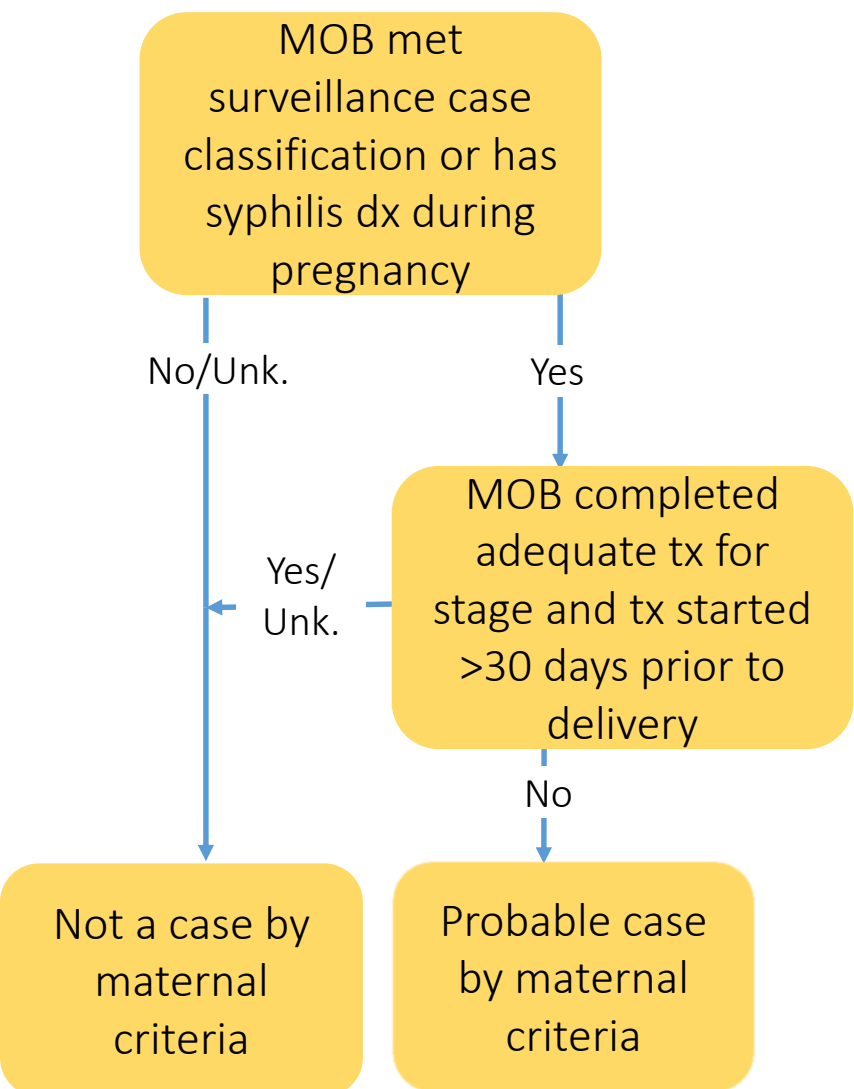 MOB met
surveillance case
classification or has
syphilis dx during
pregnancy
No/Unk.
Yes
MOB completed
adequate tx for
stage and tx started
>30 days prior to
delivery
Yes/
Unk.
No
Not a case by
maternal
criteria
Probable case
by maternal
criteria